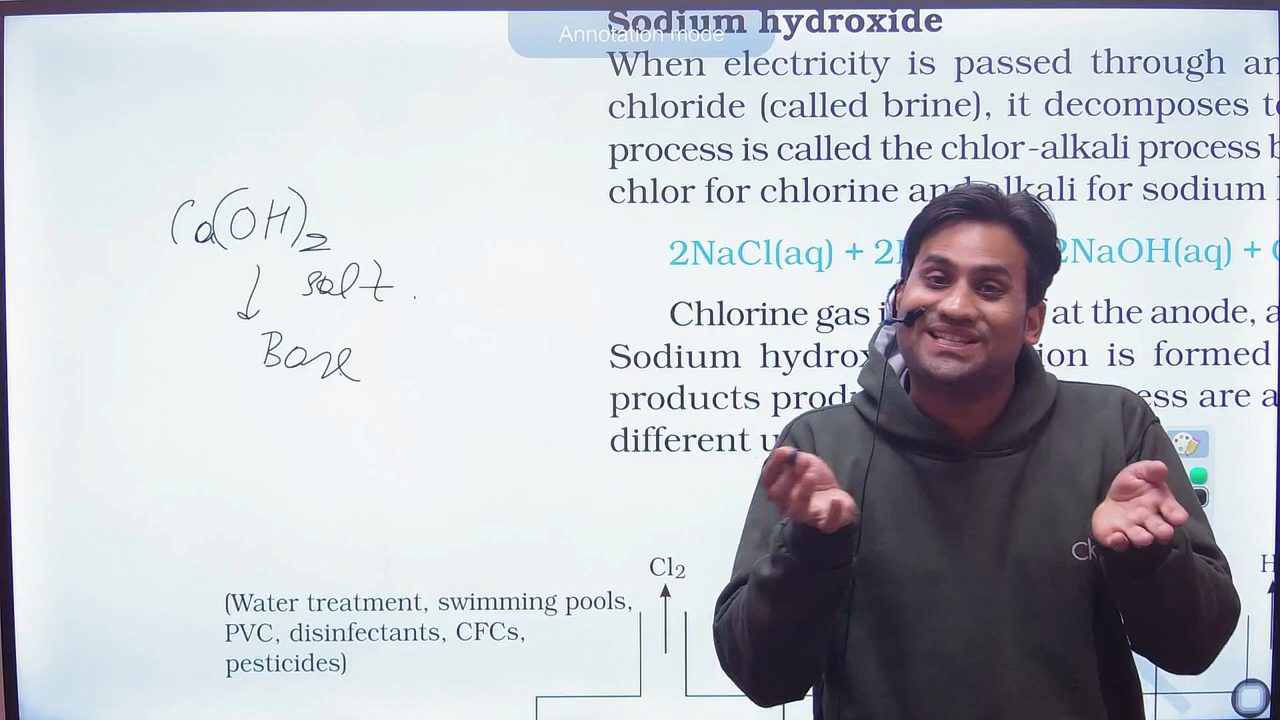 Annotation mode
Sodium hydroxide
When electricity is passed through an
chloride (called brine), it decomposes t
process is called the chlor-alkali process b
chlor for chlorine and alkali for sodium
2NaCl(aq) + 2 2NaOH(aq) +
Chlorine gas i at the anode, a
Sodium hydrox ion is formed
products prod ess are a
different u
Ca(OH)2
↓ salt.
Base
Cl2
H
(Water treatment, swimming pools,
PVC, disinfectants, CFCs,
pesticides)
ck